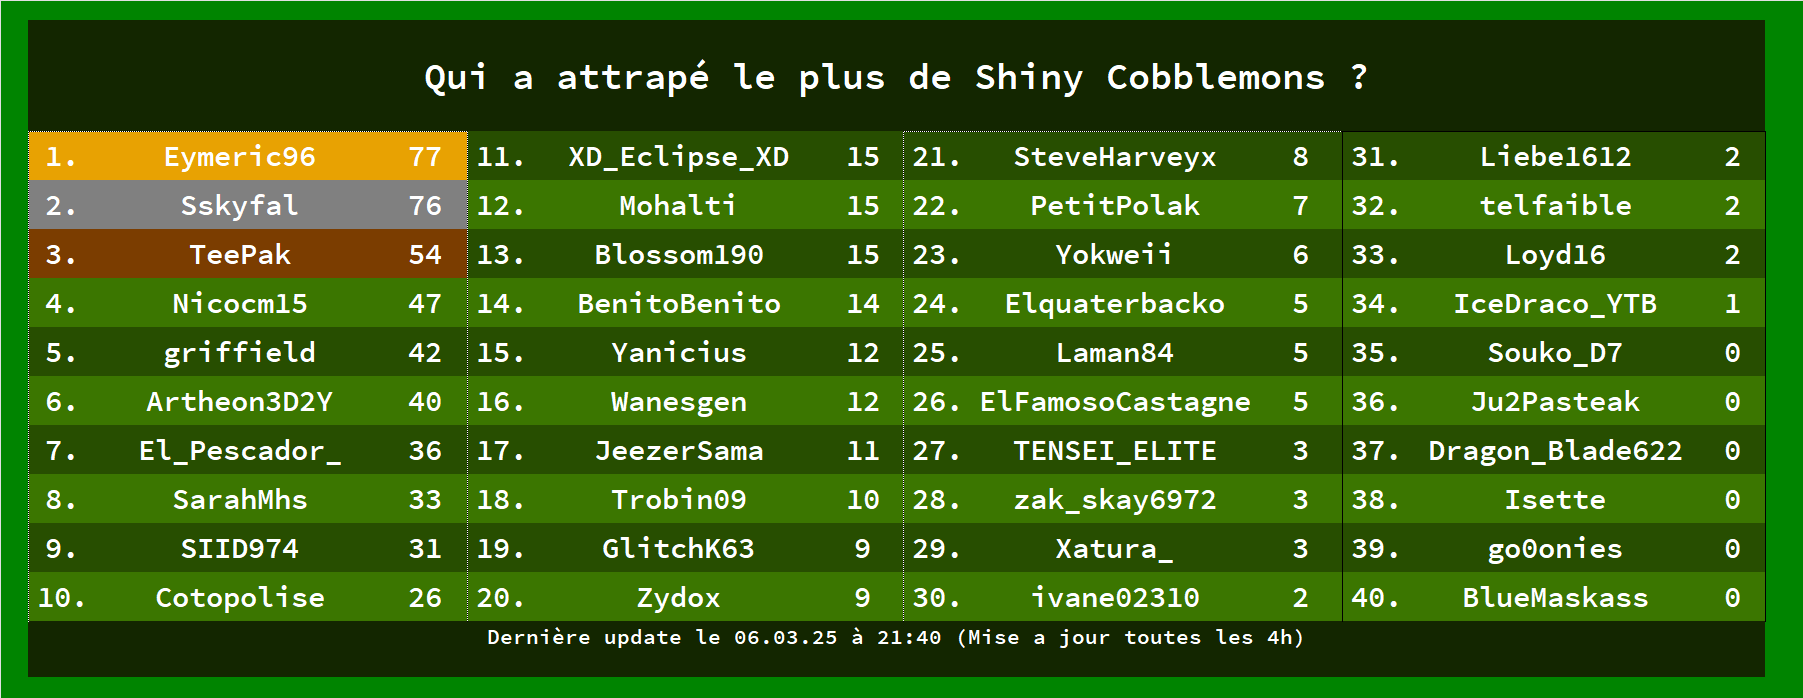 Qui a attrapé le plus de Shiny Cobblemons ?
1. Eymeric96 77
2. Sskyfal 76
3. TeePak 54
4. Nicocm15 47
5. griffield 42
6. Artheon3D2Y 40
7. El_Pescador_ 36
8. SarahMhs 33
9. SIID974 31
10. Cotopolise 26
11. XD_Eclipse_XD 15
12. Mohalti 15
13. Blossom190 15
14. BenitoBenito 14
15. Yanicius 12
16. Wanesgen 12
17. JeezerSama 11
18. Trobin09 10
19. GlitchK63 9
20. Zydox 9
21. SteveHarveyx 8
22. PetitPolak 7
23. Yokweii 6
24. Elquaterbacko 5
25. Laman84 5
26. ElFamosoCastagne 5
27. TENSEI_ELITE 3
28. zak_skay6972 3
29. Xatura_ 3
30. ivane02310 2
31. Liebe1612 2
32. telfaible 2
33. Loyd16 2
34. IceDraco_YTB 1
35. Souko_D7 0
36. Ju2Pasteak 0
37. Dragon_Blade622 0
38. Isette 0
39. go0onies 0
40. BlueMaskass 0
Dernière update le 06.03.25 à 21:40 (Mise a jour toutes les 4h)